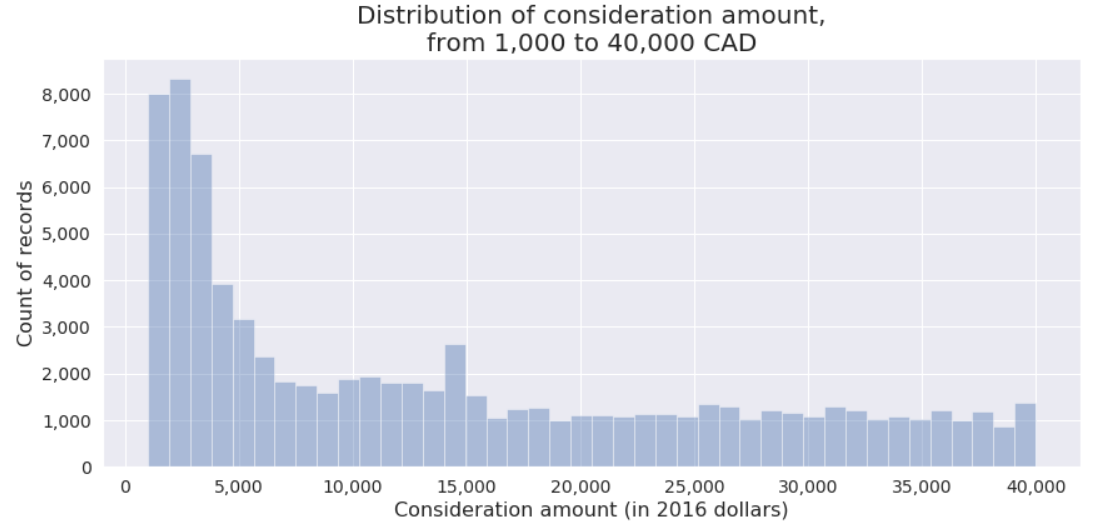 Distribution of consideration amount,
from 1,000 to 40,000 CAD
Count of records
8,000
7,000
6,000
5,000
4,000
3,000
2,000
1,000
0
0 5,000 10,000 15,000 20,000 25,000 30,000 35,000 40,000
Consideration amount (in 2016 dollars)